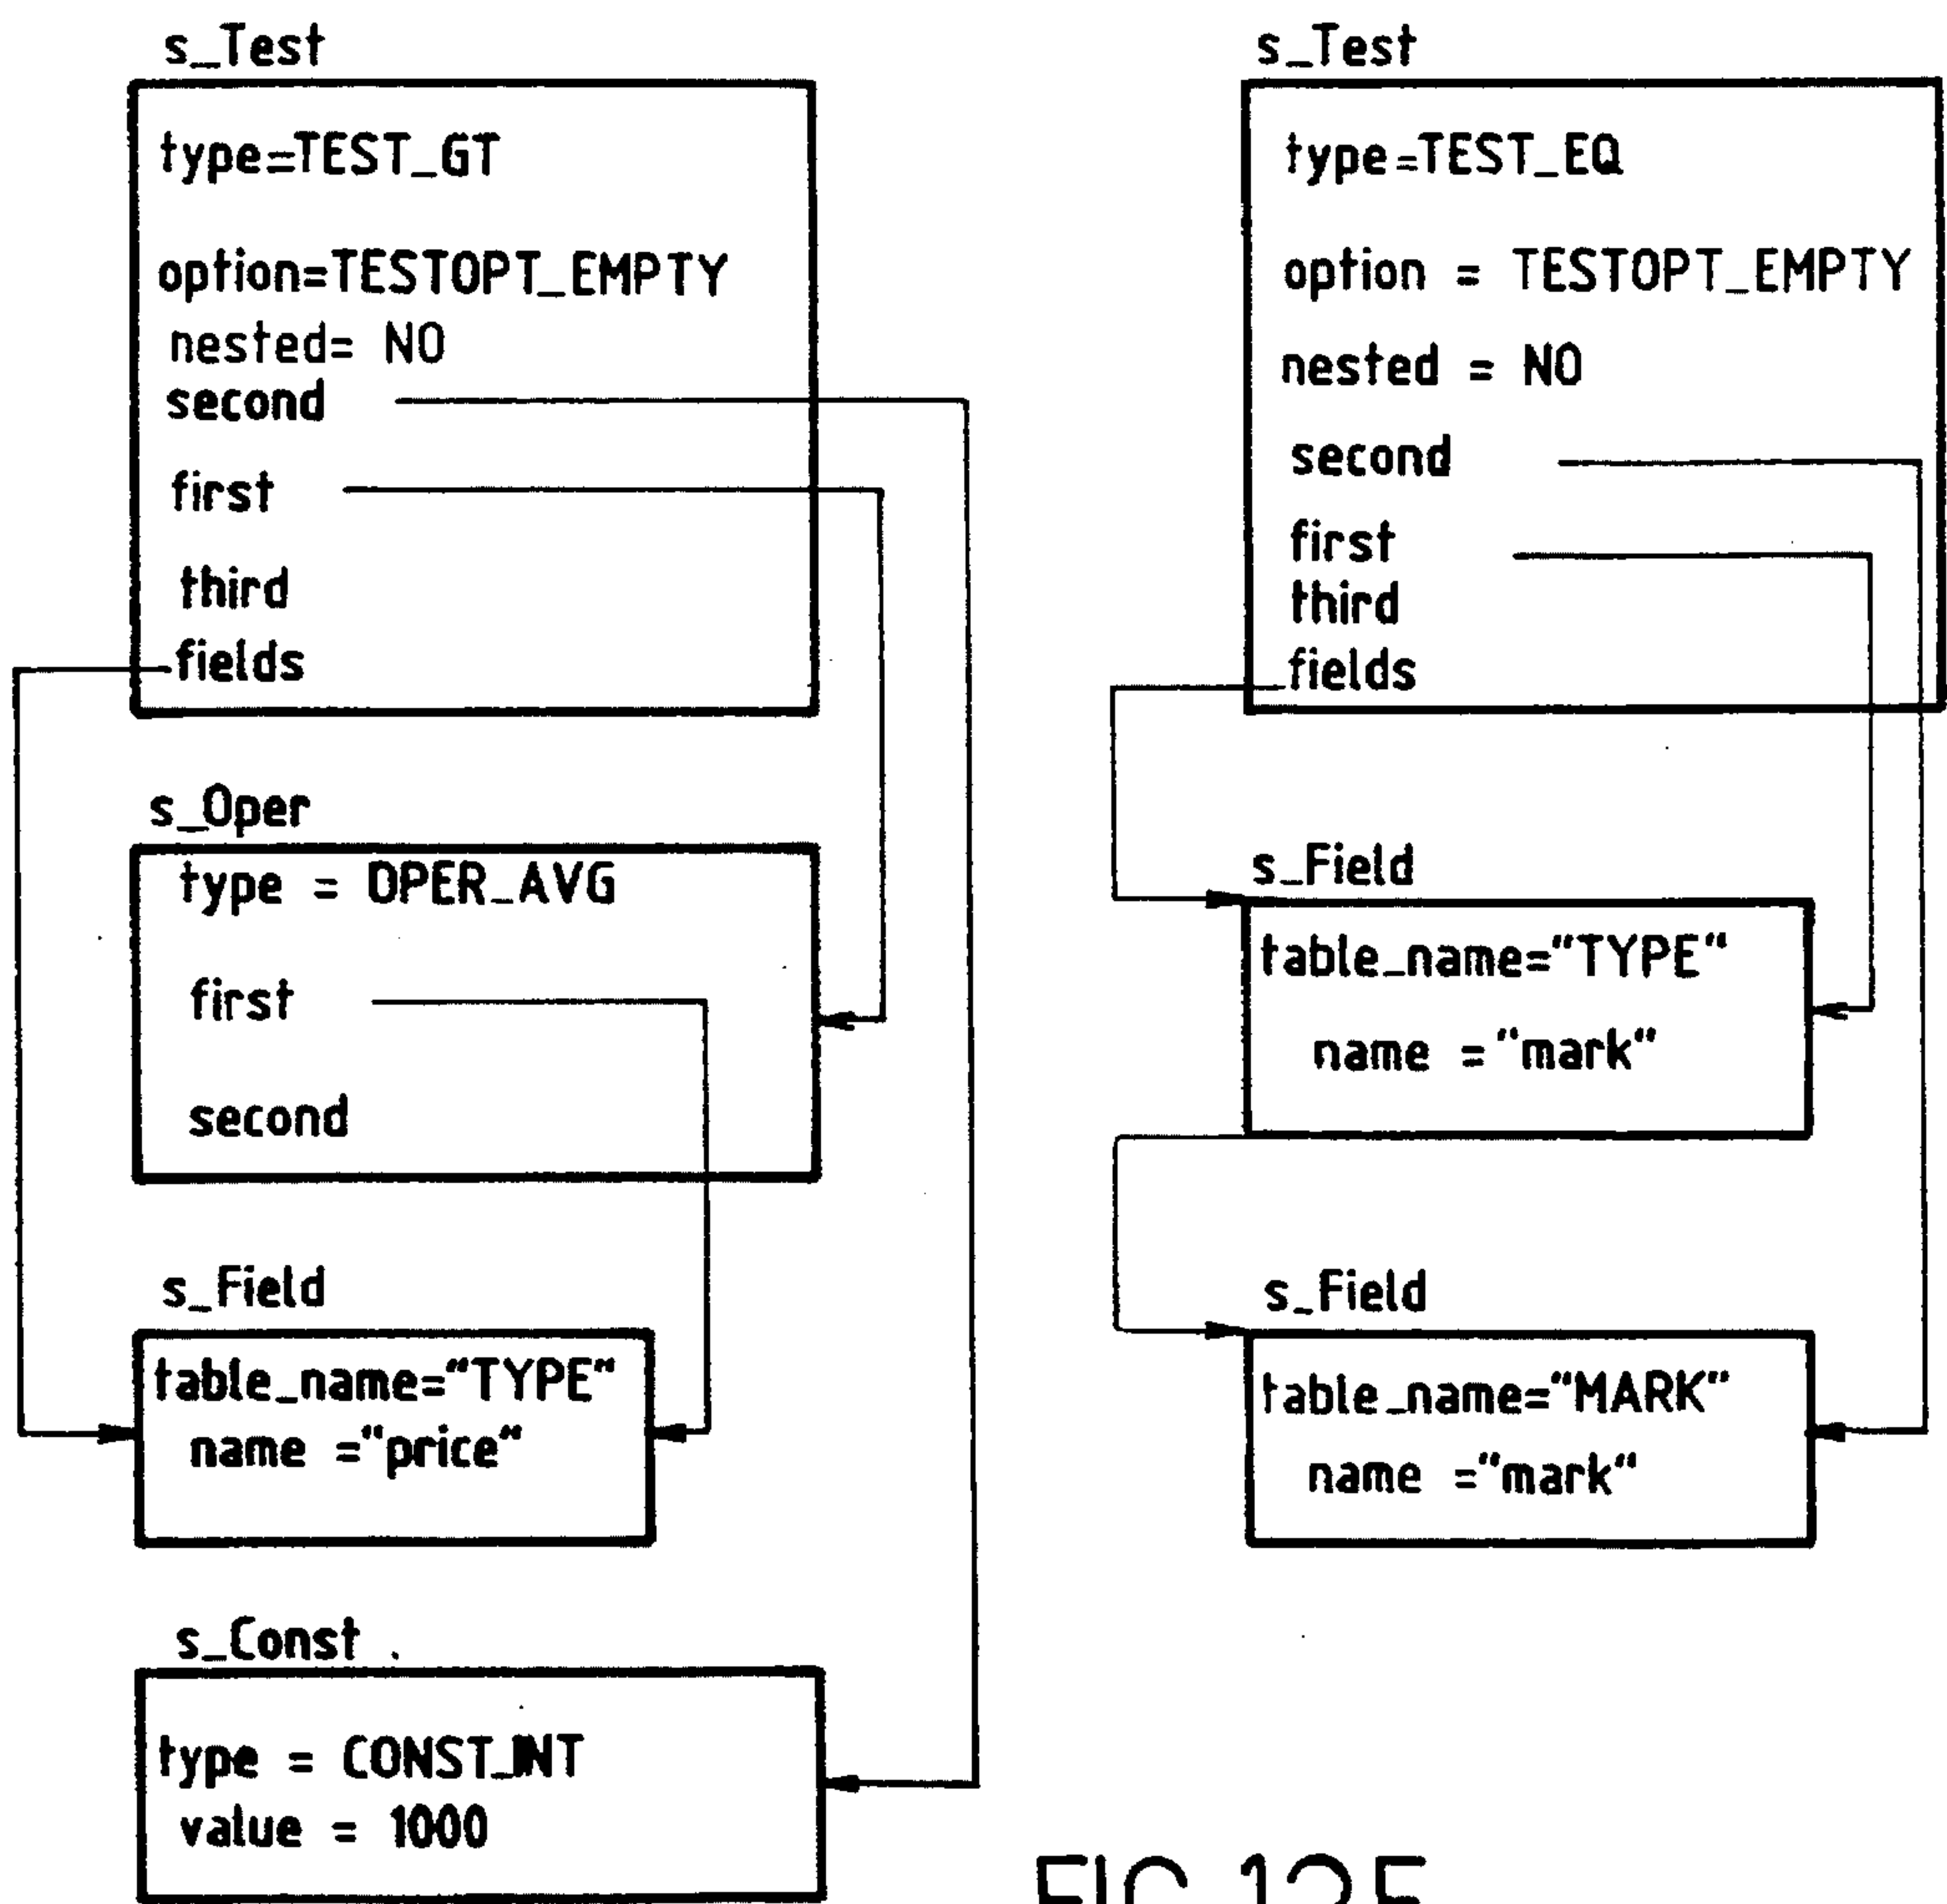 s_Test
type=TEST_GT
option=TESTOPT_EMPTY
nested= NO
second
first
third
fields
s_Oper
type = OPER_AVG
first
second
s_Field
table_name="TYPE"
name ="price"
s_Const
type = CONST_INT
value = 1000
s_Test
type=TEST_EQ
option = TESTOPT_EMPTY
nested = NO
second
first
third
fields
s_Field
table_name="TYPE"
name ="mark"
s_Field
table_name="MARK"
name ="mark"